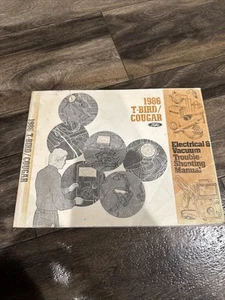 1986 T-BIRD/COUGAR
1986
T-BIRD/
COUGAR
Ford
Electrical &
Vacuum
Trouble-
Shooting
Manual